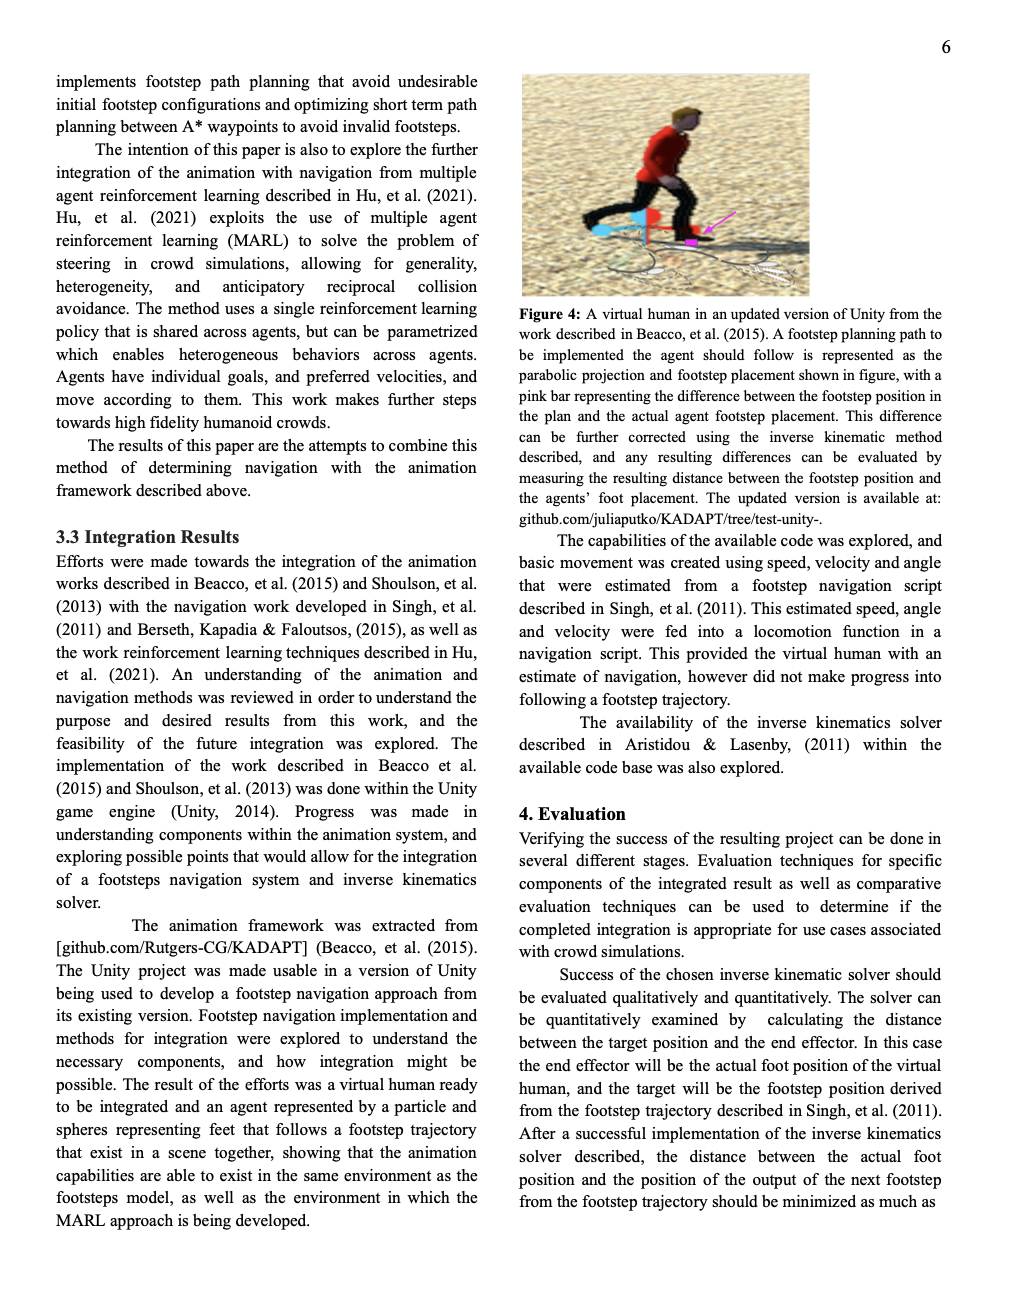 6
implements footstep path planning that avoid undesirable
initial footstep configurations and optimizing short term path
planning between A* waypoints to avoid invalid footsteps.
The intention of this paper is also to explore the further
integration of the animation with navigation from multiple
agent reinforcement learning described in Hu, et al. (2021).
Hu, et al. (2021) exploits the use of multiple agent
reinforcement learning (MARL) to solve the problem of
steering in crowd simulations, allowing for generality,
heterogeneity, and anticipatory reciprocal collision
avoidance. The method uses a single reinforcement learning
policy that is shared across agents, but can be parametrized
which enables heterogeneous behaviors across agents.
Agents have individual goals, and preferred velocities, and
move according to them. This work makes further steps
towards high fidelity humanoid crowds.
The results of this paper are the attempts to combine this
method of determining navigation with the animation
framework described above.
3.3 Integration Results
Efforts were made towards the integration of the animation
works described in Beacco, et al. (2015) and Shoulson, et al.
(2013) with the navigation work developed in Singh, et al.
(2011) and Berseth, Kapadia & Faloutsos, (2015), as well as
the work reinforcement learning techniques described in Hu,
et al. (2021). An understanding of the animation and
navigation methods was reviewed in order to understand the
purpose and desired results from this work, and the
feasibility of the future integration was explored. The
implementation of the work described in Beacco et al.
(2015) and Shoulson, et al. (2013) was done within the Unity
game engine (Unity, 2014). Progress was made in
understanding components within the animation system, and
exploring possible points that would allow for the integration
of a footsteps navigation system and inverse kinematics
solver.
The animation framework was extracted from
[github.com/Rutgers-CG/KADAPT] (Beacco, et al. (2015).
The Unity project was made usable in a version of Unity
being used to develop a footstep navigation approach from
its existing version. Footstep navigation implementation and
methods for integration were explored to understand the
necessary components, and how integration might be
possible. The result of the efforts was a virtual human ready
to be integrated and an agent represented by a particle and
spheres representing feet that follows a footstep trajectory
that exist in a scene together, showing that the animation
capabilities are able to exist in the same environment as the
footsteps model, as well as the environment in which the
MARL approach is being developed.
Figure 4: A virtual human in an updated version of Unity from the
work described in Beacco, et al. (2015). A footstep planning path to
be implemented the agent should follow is represented as the
parabolic projection and footstep placement shown in figure, with a
pink bar representing the difference between the footstep position in
the plan and the actual agent footstep placement. This difference
can be further corrected using the inverse kinematic method
described, and any resulting differences can be evaluated by
measuring the resulting distance between the footstep position and
the agents’ foot placement. The updated version is available at:
github.com/juliaputko/KADAPT/tree/test-unity-.
The capabilities of the available code was explored, and
basic movement was created using speed, velocity and angle
that were estimated from a footstep navigation script
described in Singh, et al. (2011). This estimated speed, angle
and velocity were fed into a locomotion function in a
navigation script. This provided the virtual human with an
estimate of navigation, however did not make progress into
following a footstep trajectory.
The availability of the inverse kinematics solver
described in Aristidou & Lasenby, (2011) within the
available code base was also explored.
4. Evaluation
Verifying the success of the resulting project can be done in
several different stages. Evaluation techniques for specific
components of the integrated result as well as comparative
evaluation techniques can be used to determine if the
completed integration is appropriate for use cases associated
with crowd simulations.
Success of the chosen inverse kinematic solver should
be evaluated qualitatively and quantitatively. The solver can
be quantitatively examined by calculating the distance
between the target position and the end effector. In this case
the end effector will be the actual foot position of the virtual
human, and the target will be the footstep position derived
from the footstep trajectory described in Singh, et al. (2011).
After a successful implementation of the inverse kinematics
solver described, the distance between the actual foot
position and the position of the output of the next footstep
from the footstep trajectory should be minimized as much as